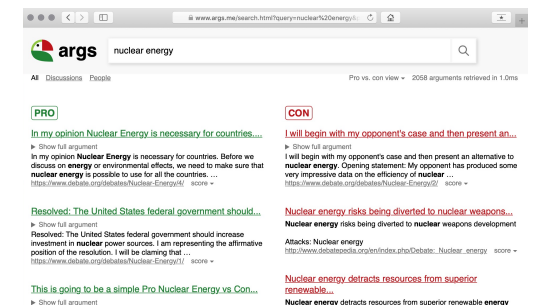 www.args.me/search.html?query=nuclear%20energy&
args
nuclear energy
All Discussions People
Pro vs. con view 2058 arguments retrieved in 1.0ms
PRO
In my opinion Nuclear Energy is necessary for countries....
Show full argument
In my opinion Nuclear Energy is necessary for countries. Before we
discuss on energy or environmental effects, we need to make sure that
nuclear energy is possible to use for all the countries. ...
https://www.debate.org/debates/Nuclear-Energy/4/ score
Resolved: The United States federal government should...
Show full argument
Resolved: The United States federal government should increase
investment in nuclear power sources. I am representing the affirmative
position of the resolution. I will be claming that ...
https://www.debate.org/debates/Nuclear-Energy/1/ score
This is going to be a simple Pro Nuclear Energy vs Con...
Show full argument
CON
I will begin with my opponent's case and then present an...
Show full argument
I will begin with my opponent's case and then present an alternative to
nuclear energy. Opening statement: My opponent has produced some
very impressive data on the efficiency of nuclear ...
https://www.debate.org/debates/Nuclear-Energy/2/ score
Nuclear energy risks being diverted to nuclear weapons...
Nuclear energy risks being diverted to nuclear weapons development
Attacks: Nuclear energy
http://www.debatepedia.org/en/index.php/Debate:_Nuclear_energy score
Nuclear energy detracts resources from superior
renewable...
Nuclear energy detracts resources from superior renewable energy